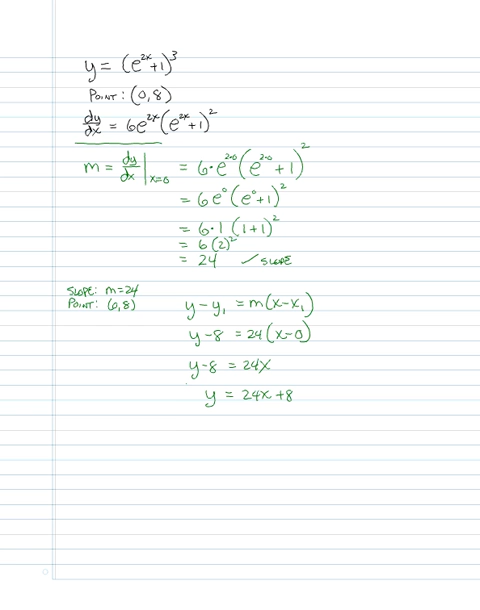 y = (e^{2x}+1)^3
POINT: (0,8)
dy/dx = 6e^{2x}(e^{2x}+1)^2
m = dy/dx |_{x=0} = 6·e^{2·0}(e^{2·0}+1)^2
= 6e^0(e^0+1)^2
= 6·1(1+1)^2
= 6(2)^2
= 24 ✓ SLOPE
SLOPE: m=24
POINT: (0,8)
y-y_1 = m(x-x_1)
y-8 = 24(x-0)
y-8 = 24x
y = 24x+8